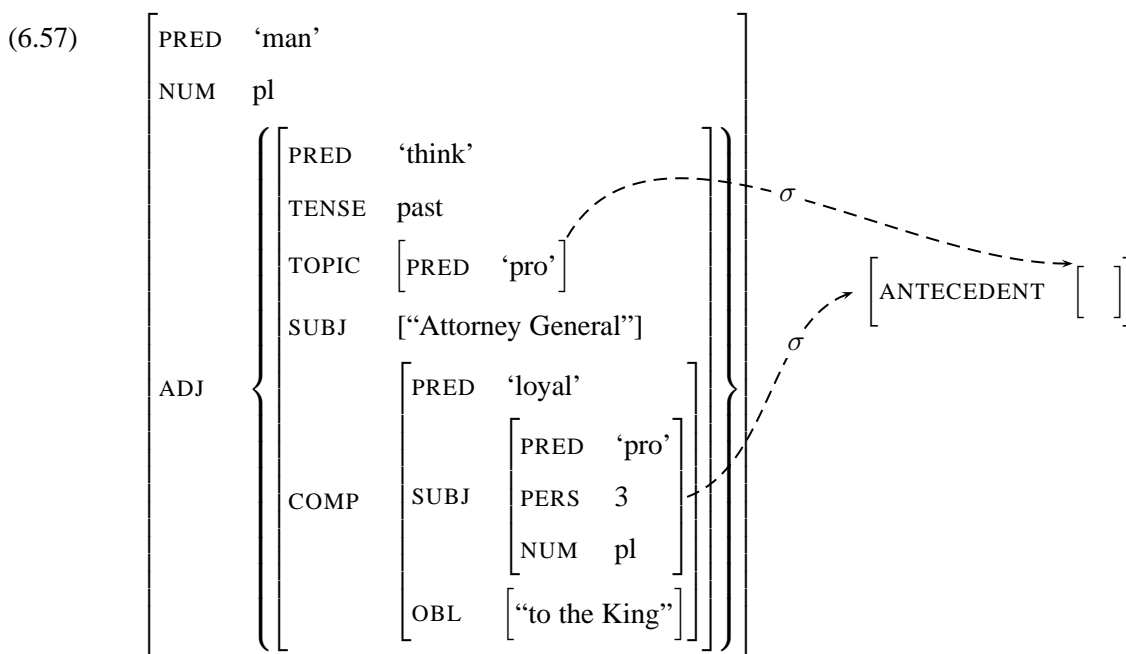 (6.57)
PRED ‘man’
NUM pl
PRED ‘think’
TENSE past
σ
TOPIC [PRED ‘pro’]
[ANTECEDENT [ ]]
SUBJ [“Attorney General”]
σ
ADJ
PRED ‘loyal’
PRED ‘pro’
COMP SUBJ PERS 3
NUM pl
OBL [“to the King”]